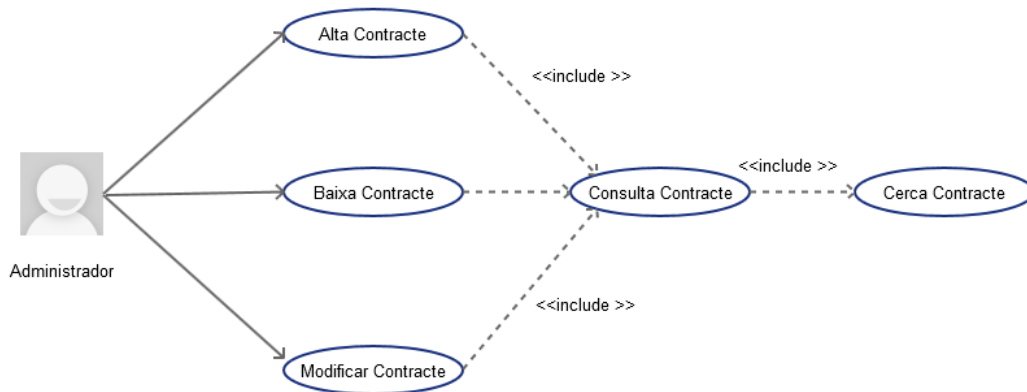 Alta Contracte
<<include >>
<<include >>
Baixa Contracte
Consulta Contracte
Cerca Contracte
Administrador
<<include >>
Modificar Contracte